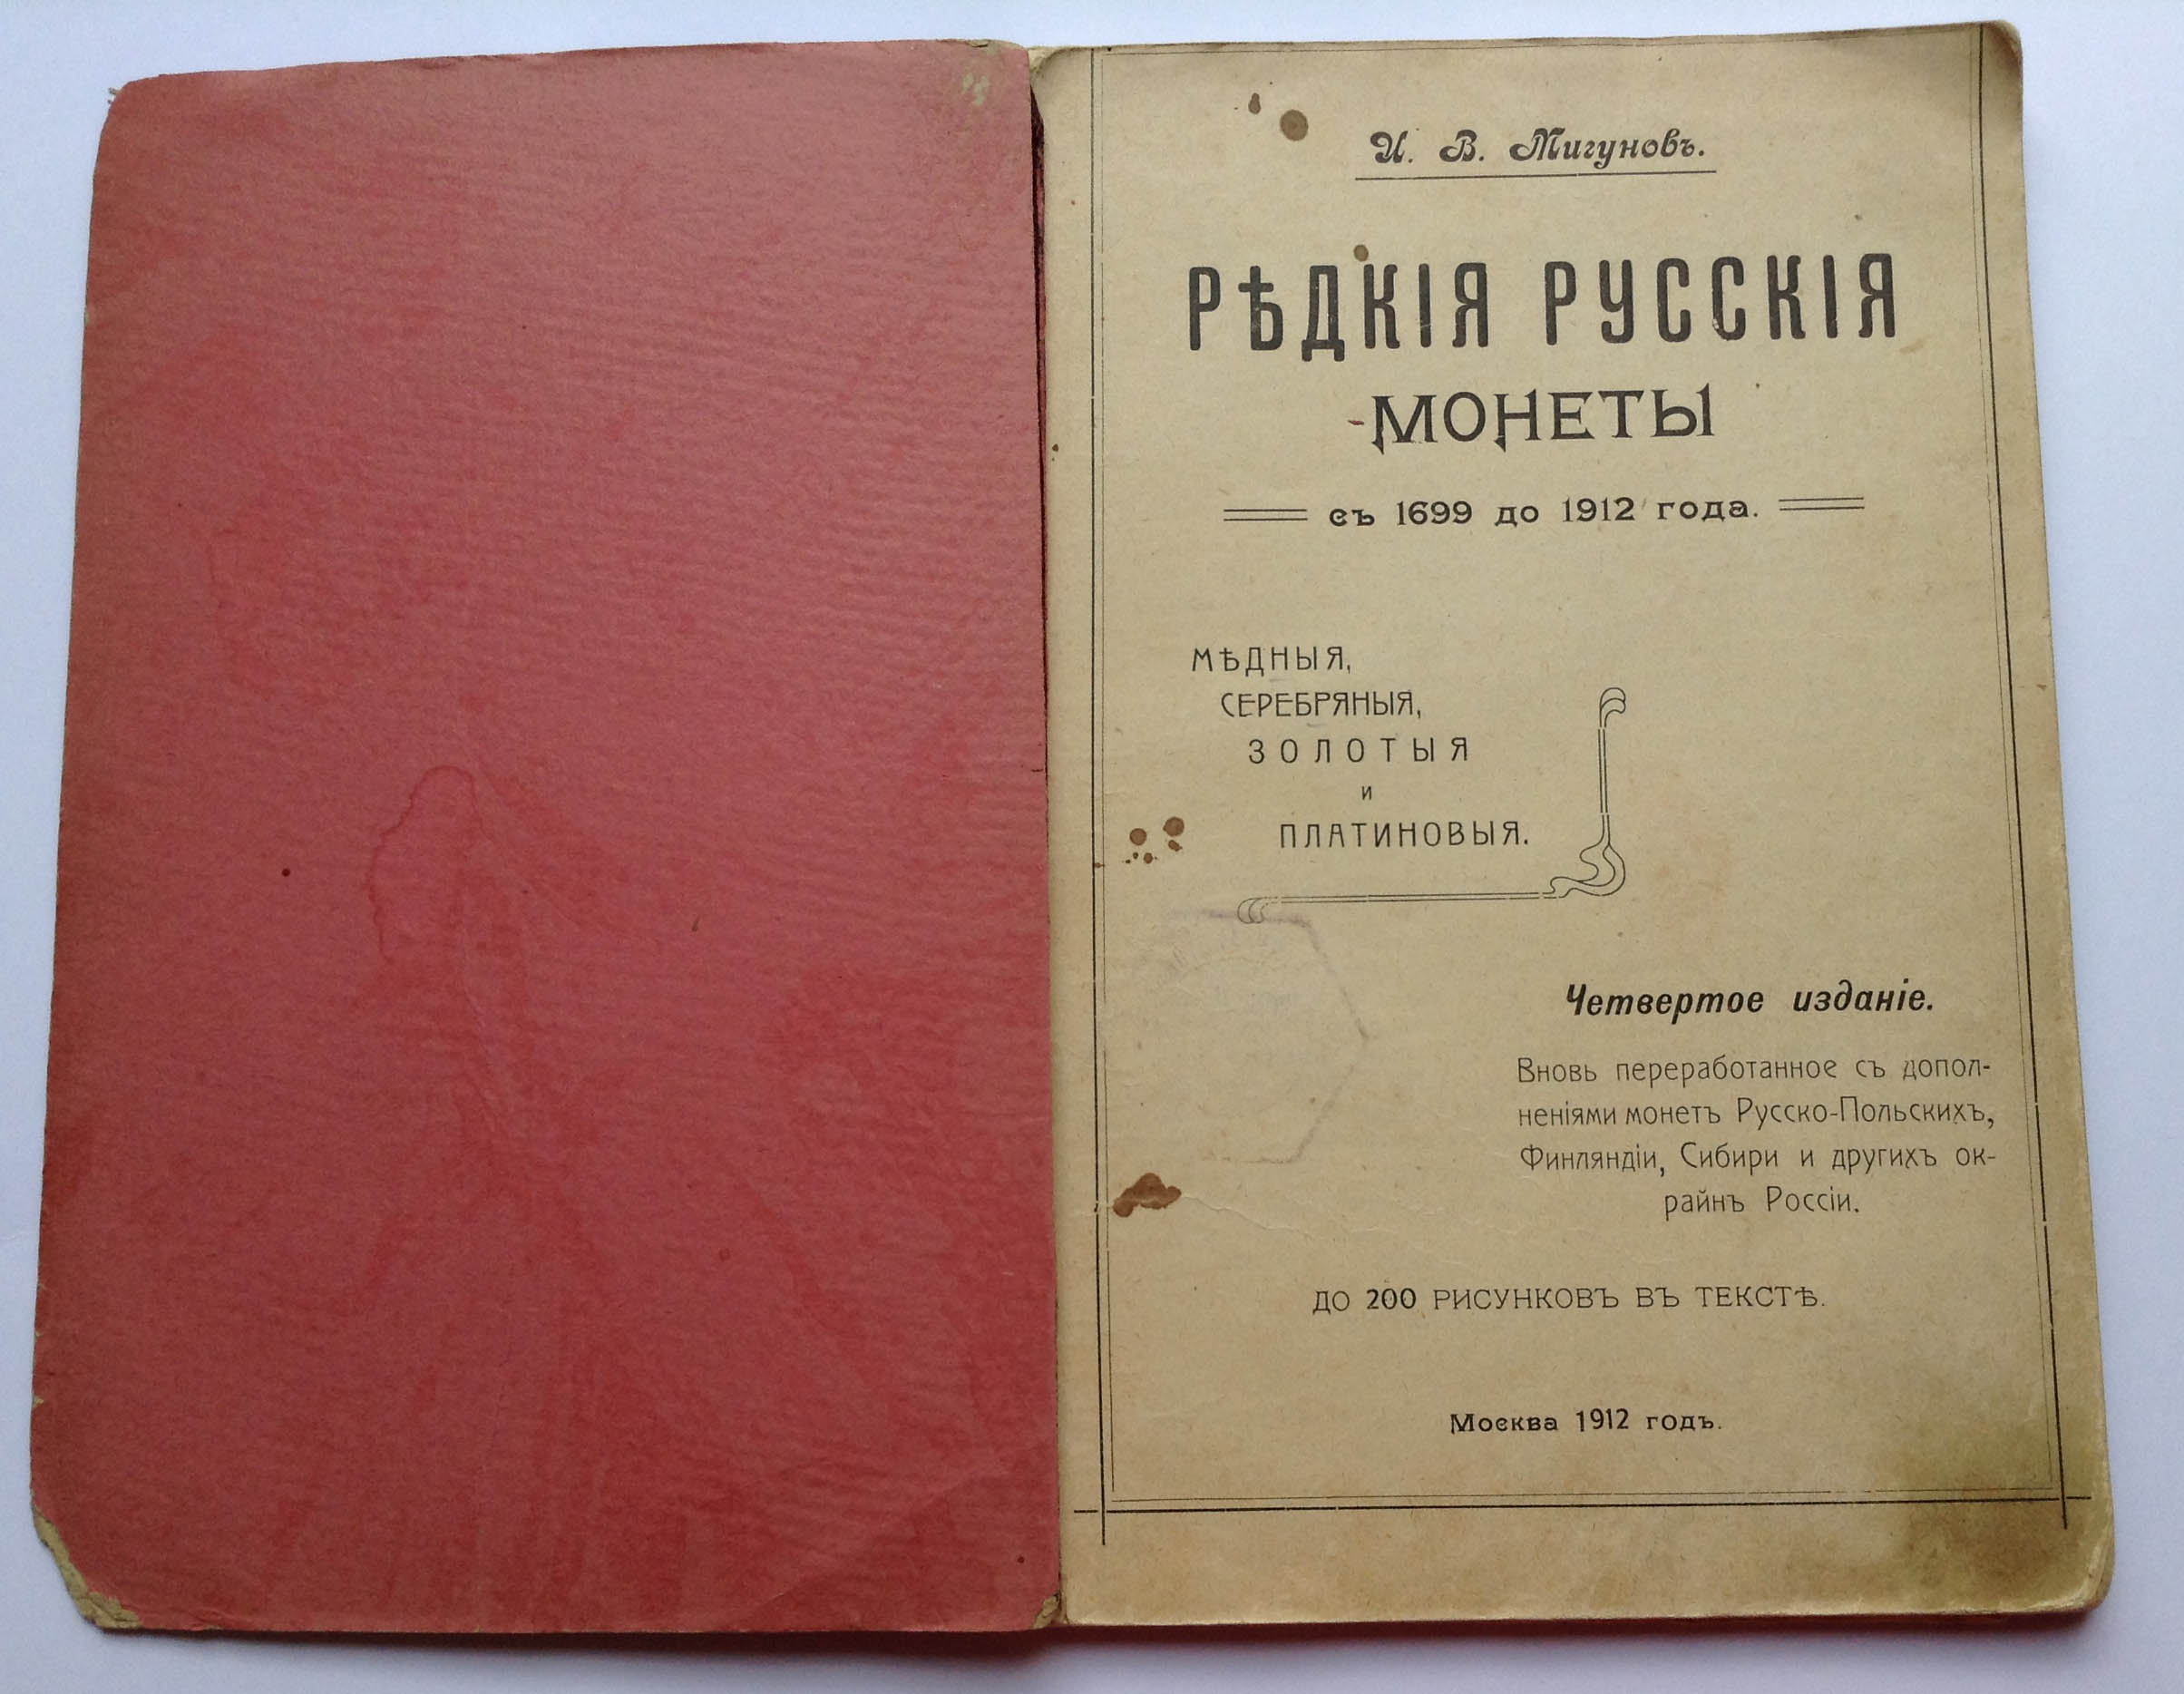 И. В. Мигуновъ.
РѢДКІЯ РУССКІЯ
МОНЕТЫ
съ 1699 до 1912 года.
МѢДНЫЯ,
СЕРЕБРЯНЫЯ,
ЗОЛОТЫЯ
и
ПЛАТИНОВЫЯ.
Четвертое изданіе.
Вновь переработанное съ допол-
неніями монетъ Русско-Польскихъ,
Финляндіи, Сибири и другихъ ок-
райнъ Россіи.
ДО 200 РИСУНКОВЪ ВЪ ТЕКСТѢ.
Москва 1912 годъ.